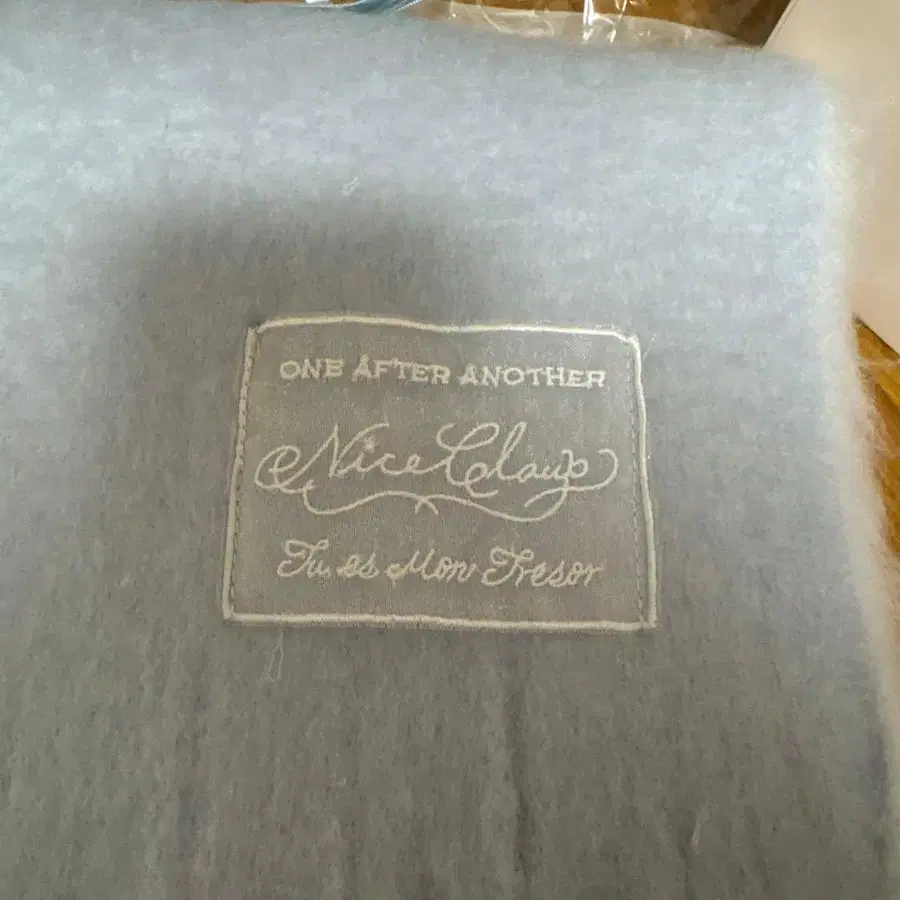 ONE AFTER ANOTHER
Nice Claup
Tu es Mon Tresor